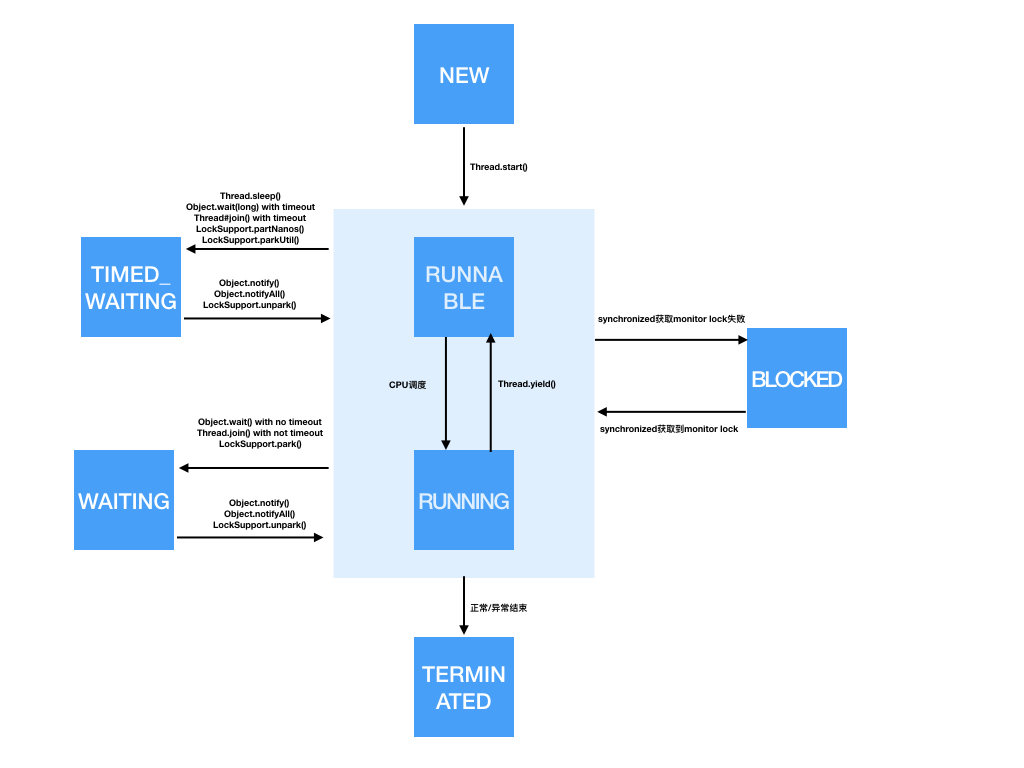 NEW
Thread.start()
Thread.sleep()
Object.wait(long) with timeout
Thread#join() with timeout
LockSupport.partNanos()
LockSupport.parkUtil()
TIMED_
WAITING
Object.notify()
Object.notifyAll()
LockSupport.unpark()
RUNNA
BLE
CPU调度
Thread.yield()
synchronized获取monitor lock失败
BLOCKED
synchronized获取到monitor lock
Object.wait() with no timeout
Thread.join() with not timeout
LockSupport.park()
WAITING
Object.notify()
Object.notifyAll()
LockSupport.unpark()
RUNNING
正常/异常结束
TERMIN
ATED